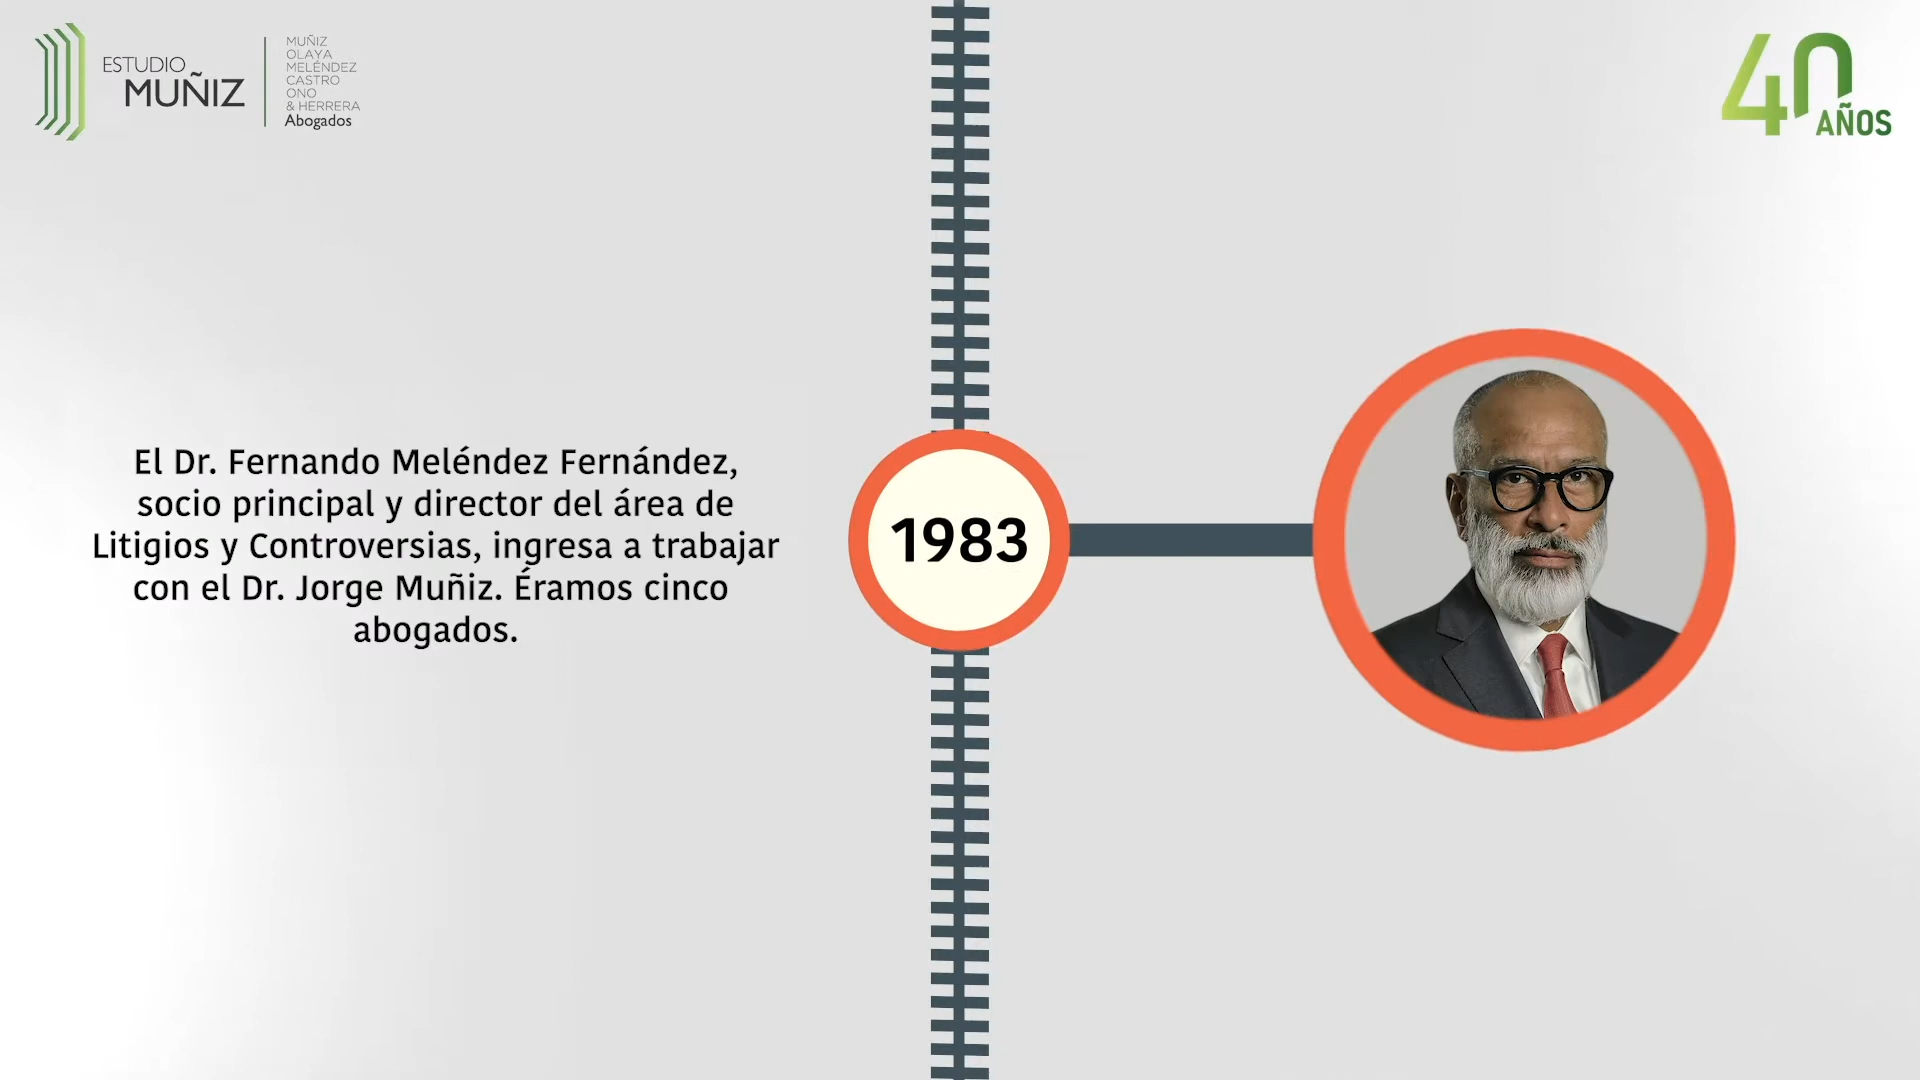 ESTUDIO
MUÑIZ
MUÑIZ
OLAYA
MELÉNDEZ
CASTRO
ONO
& HERRERA
Abogados
40
AÑOS
El Dr. Fernando Meléndez Fernández,
socio principal y director del área de
Litigios y Controversias, ingresa a trabajar
con el Dr. Jorge Muñiz. Éramos cinco
abogados.
1983